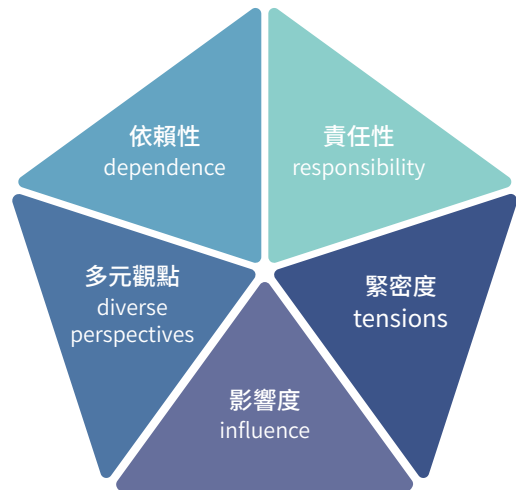 依賴性
dependence
責任性
responsibility
多元觀點
diverse
perspectives
緊密度
tensions
影響度
influence